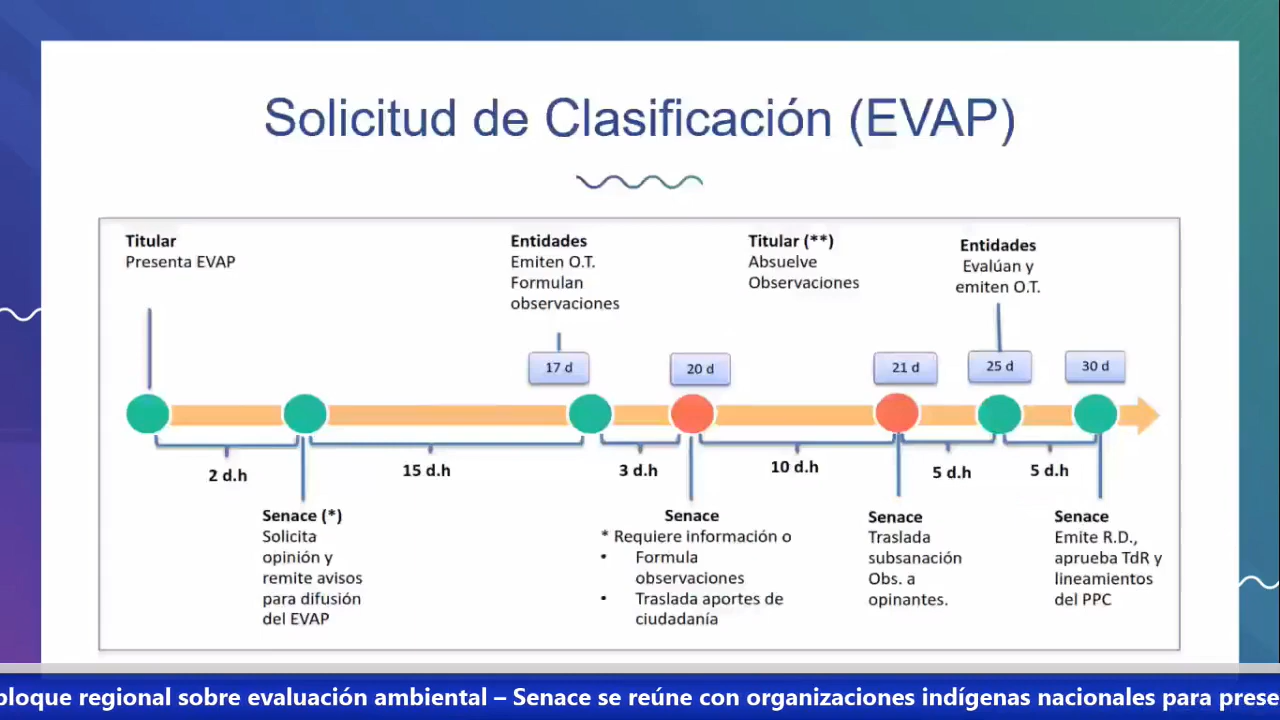 Solicitud de Clasificación (EVAP)
Titular
Presenta EVAP
Entidades
Emiten O.T.
Formulan
observaciones
Titular (**)
Absuelve
Observaciones
Entidades
Evalúan y
emiten O.T.
17 d
20 d
21 d
25 d
30 d
2 d.h
15 d.h
3 d.h
10 d.h
5 d.h
5 d.h
Senace (*)
Solicita
opinión y
remite avisos
para difusión
del EVAP
Senace
* Requiere información o
• Formula
observaciones
• Traslada aportes de
ciudadanía
Senace
Traslada
subsanación
Obs. a
opinantes.
Senace
Emite R.D.,
aprueba TdR y
lineamientos
del PPC
bloque regional sobre evaluación ambiental – Senace se reúne con organizaciones indígenas nacionales para prese